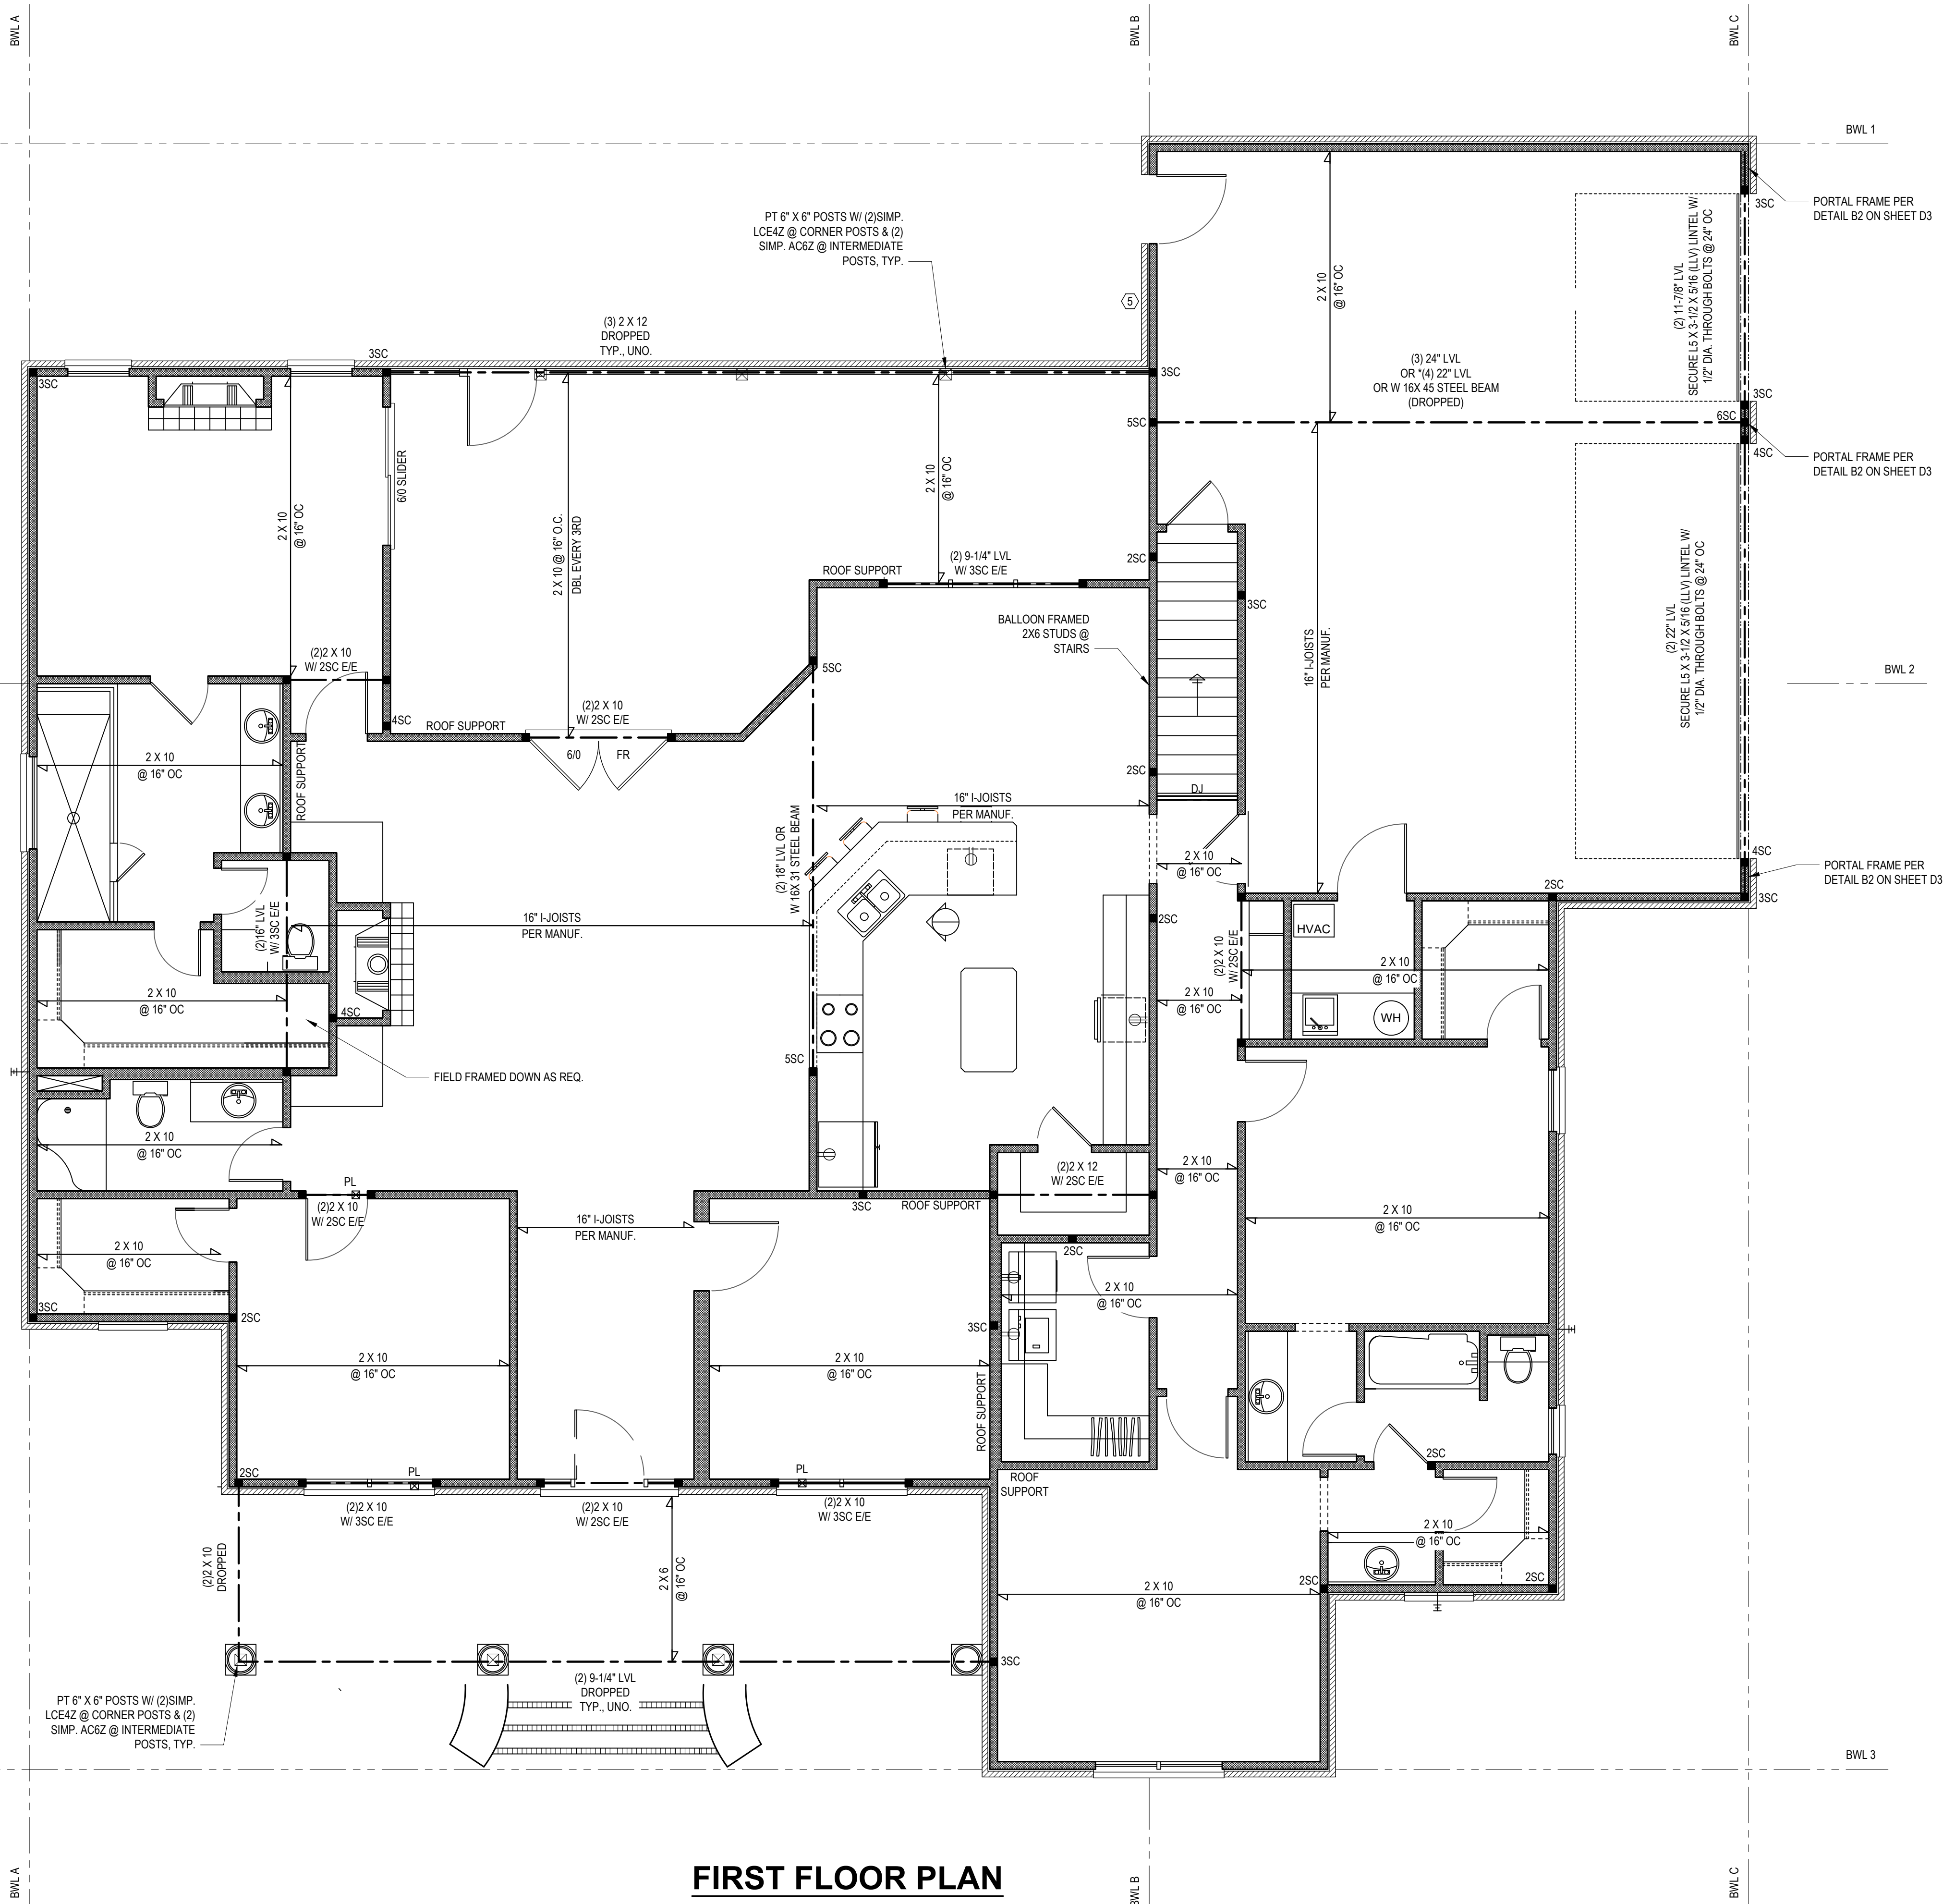 BWL A
BWL B
BWL C
BWL 1
PORTAL FRAME PER
DETAIL B2 ON SHEET D3
3SC
PT 6" X 6" POSTS W/ (2)SIMP.
LCE4Z @ CORNER POSTS & (2)
SIMP. AC6Z @ INTERMEDIATE
POSTS, TYP.
2 X 10
@ 16" OC
(2) 11-7/8" LVL
SECURE L5 X 3-1/2 X 5/16 (LLV) LINTEL W/
1/2" DIA. THROUGH BOLTS @ 24" OC
5
(3) 2 X 12
DROPPED
TYP., UNO.
3SC
3SC
3SC
(3) 24" LVL
OR *(4) 22" LVL
OR W 16X 45 STEEL BEAM
(DROPPED)
3SC
6SC
5SC
4SC
PORTAL FRAME PER
DETAIL B2 ON SHEET D3
6/0 SLIDER
2 X 10
@ 16" OC
2 X 10 @ 16" O.C.
DBL EVERY 3RD
2 X 10
@ 16" OC
(2) 9-1/4" LVL
W/ 3SC E/E
ROOF SUPPORT
2SC
3SC
BALLOON FRAMED
2X6 STUDS @
STAIRS
16" I-JOISTS
PER MANUF.
(2) 22" LVL
SECURE L5 X 3-1/2 X 5/16 (LLV) LINTEL W/
1/2" DIA. THROUGH BOLTS @ 24" OC
BWL 2
(2)2 X 10
W/ 2SC E/E
5SC
4SC
ROOF SUPPORT
(2)2 X 10
W/ 2SC E/E
6/0
FR
ROOF SUPPORT
2 X 10
@ 16" OC
2SC
DJ
16" I-JOISTS
PER MANUF.
(2) 18" LVL OR
W 16X 31 STEEL BEAM
2 X 10
@ 16" OC
4SC
PORTAL FRAME PER
DETAIL B2 ON SHEET D3
3SC
2SC
(2)16" LVL
W/ 3SC E/E
16" I-JOISTS
PER MANUF.
2SC
HVAC
(2)2 X 10
W/ 2SC E/E
2 X 10
@ 16" OC
2 X 10
@ 16" OC
2 X 10
@ 16" OC
WH
4SC
5SC
FIELD FRAMED DOWN AS REQ.
2 X 10
@ 16" OC
PL
(2)2 X 10
W/ 2SC E/E
(2)2 X 12
W/ 2SC E/E
2 X 10
@ 16" OC
3SC
ROOF SUPPORT
16" I-JOISTS
PER MANUF.
2 X 10
@ 16" OC
2 X 10
@ 16" OC
2SC
2 X 10
@ 16" OC
3SC
2SC
3SC
2 X 10
@ 16" OC
2 X 10
@ 16" OC
ROOF SUPPORT
2SC
2SC
PL
PL
ROOF
SUPPORT
(2)2 X 10
W/ 3SC E/E
(2)2 X 10
W/ 2SC E/E
(2)2 X 10
W/ 3SC E/E
2 X 10
@ 16" OC
(2)2 X 10
DROPPED
2 X 6
@ 16" OC
2 X 10
@ 16" OC
2SC
2SC
3SC
(2) 9-1/4" LVL
DROPPED
TYP., UNO.
PT 6" X 6" POSTS W/ (2)SIMP.
LCE4Z @ CORNER POSTS & (2)
SIMP. AC6Z @ INTERMEDIATE
POSTS, TYP.
BWL 3
FIRST FLOOR PLAN
BWL A
BWL B
BWL C